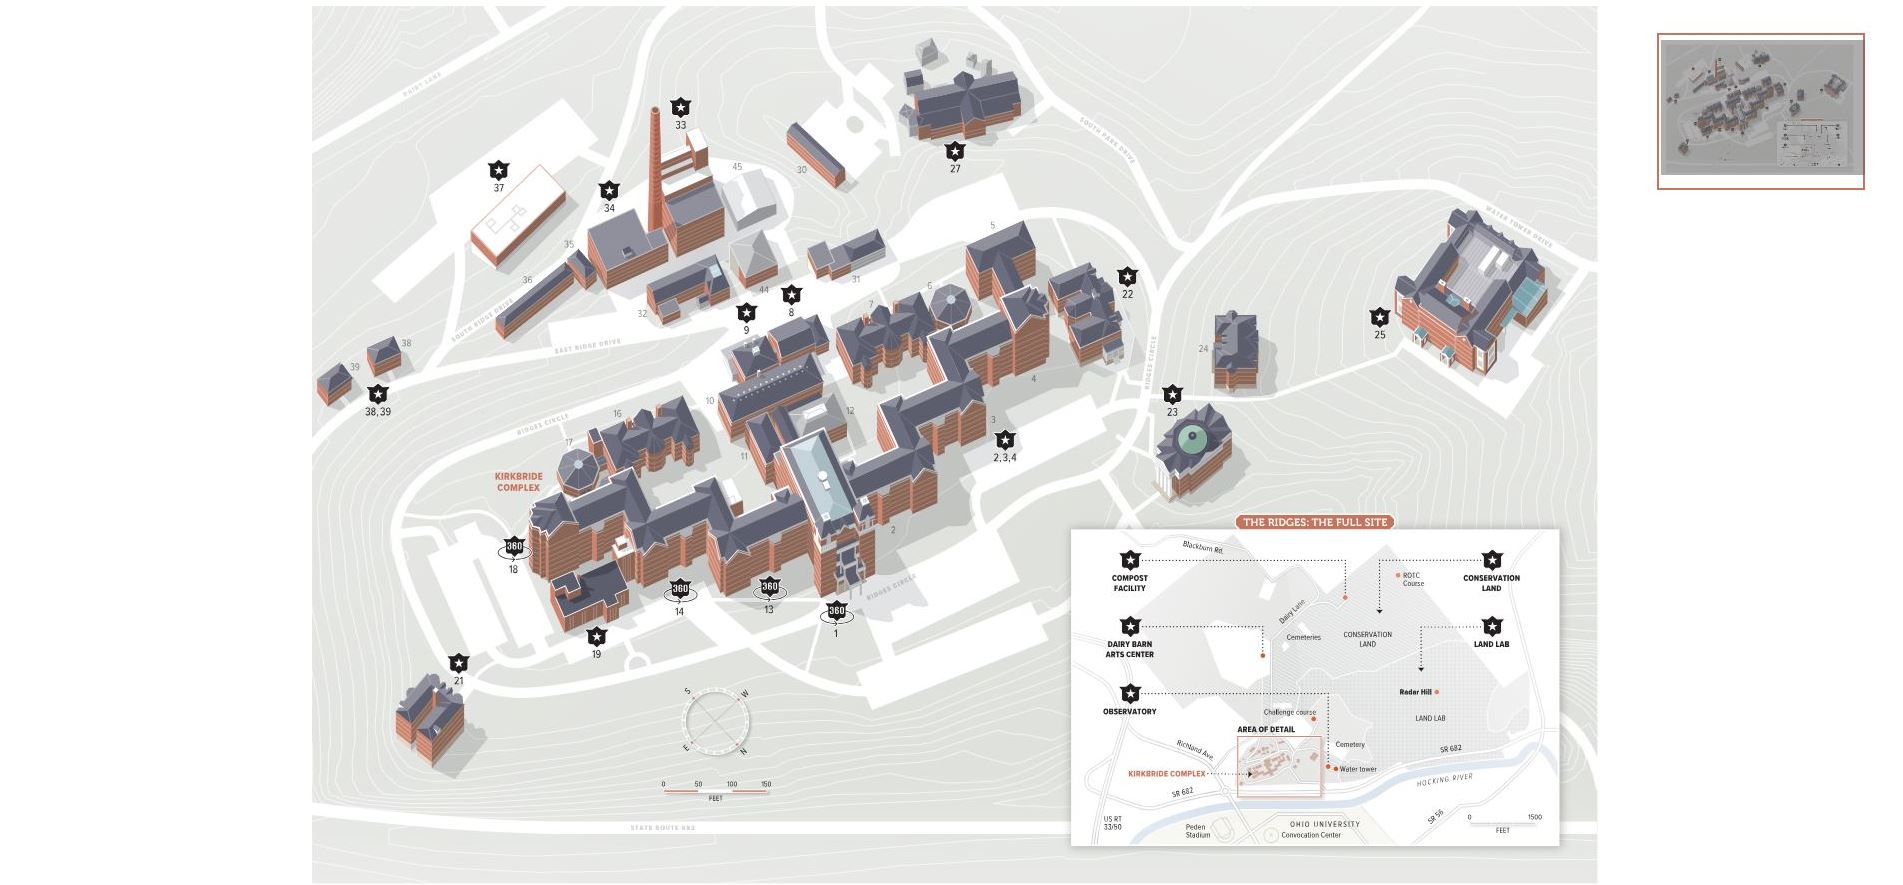 DAIRY LANE
33
SOUTH PARK DRIVE
27
45
30
37
34
WATER TOWER DRIVE
5
35
31
22
36
44
6
8
7
32
9
25
SOUTH RIDGE DRIVE
EAST RIDGE DRIVE
38
24
RIDGES CIRCLE
39
4
38,39
23
10
12
16
3
RIDGES CIRCLE
17
2,3,4
11
KIRKBRIDE
COMPLEX
2
360
18
360
14
360
13
RIDGES CIRCLE
360
1
19
21
S
W
E
N
0 50 100 150
FEET
STATE ROUTE 682
THE RIDGES: THE FULL SITE
Blackburn Rd.
COMPOST
FACILITY
ROTC
Course
CONSERVATION
LAND
Dairy Lane
Cemeteries
CONSERVATION
LAND
DAIRY BARN
ARTS CENTER
LAND LAB
Radar Hill
OBSERVATORY
Challenge course
LAND LAB
AREA OF DETAIL
Richland Ave.
Cemetery
SR 682
KIRKBRIDE COMPLEX
Water tower
HOCKING RIVER
SR 682
US RT
33/50
Peden
Stadium
OHIO UNIVERSITY
Convocation Center
SR 56
0 1500
FEET